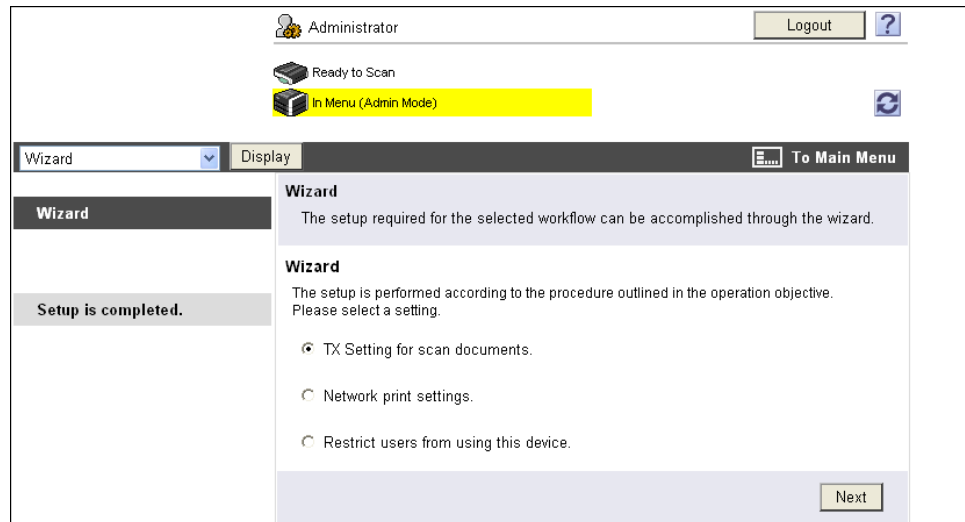 Administrator
Logout
?
Ready to Scan
In Menu (Admin Mode)
Wizard
Display
To Main Menu
Wizard
Setup is completed.
Wizard
The setup required for the selected workflow can be accomplished through the wizard.
Wizard
The setup is performed according to the procedure outlined in the operation objective.
Please select a setting.
TX Setting for scan documents.
Network print settings.
Restrict users from using this device.
Next